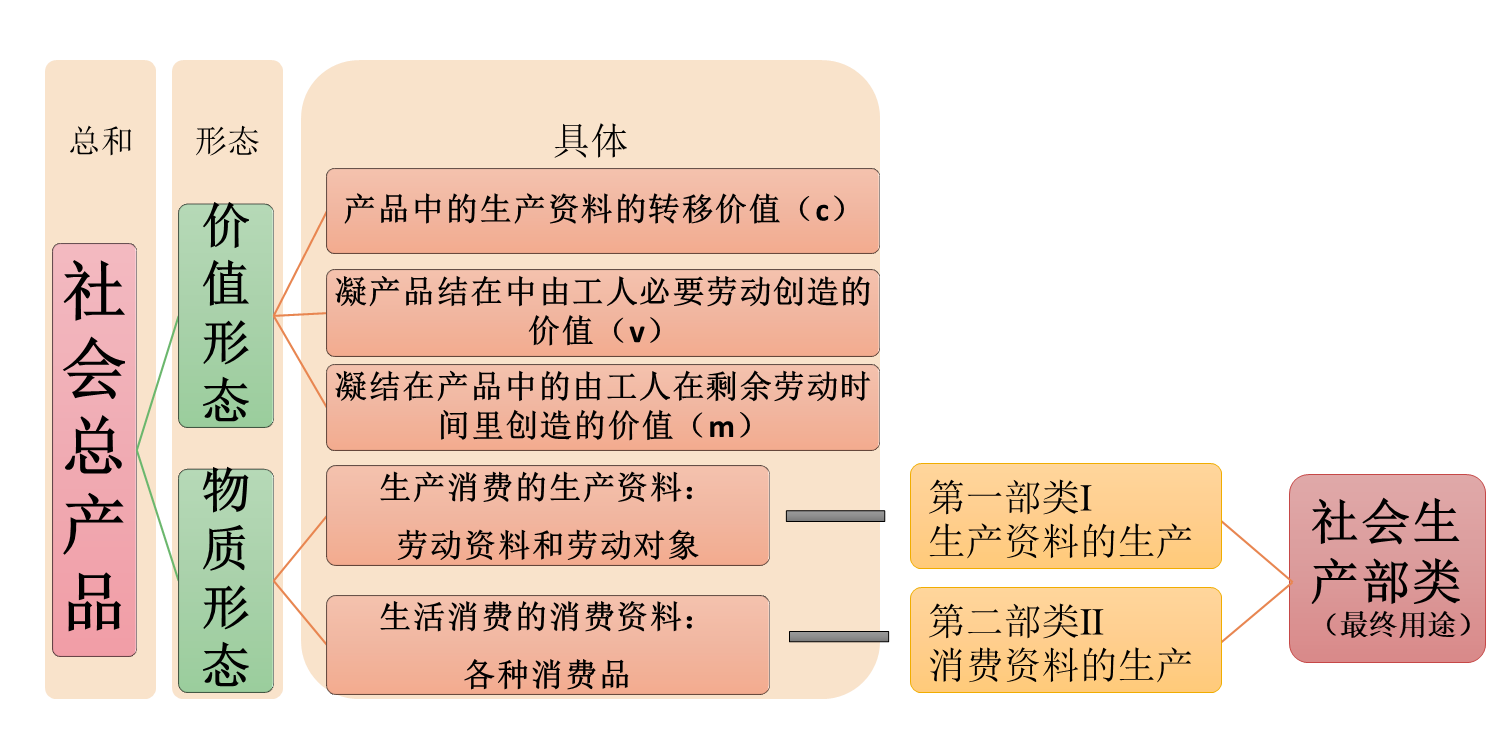 总和
形态
具体
社会总产品
价值形态
产品中的生产资料的转移价值（c）
凝产品结在中由工人必要劳动创造的
价值（v）
凝结在产品中的由工人在剩余劳动时
间里创造的价值（m）
物质形态
生产消费的生产资料：
劳动资料和劳动对象
生活消费的消费资料：
各种消费品
第一部类I
生产资料的生产
第二部类II
消费资料的生产
社会生
产部类
（最终用途）